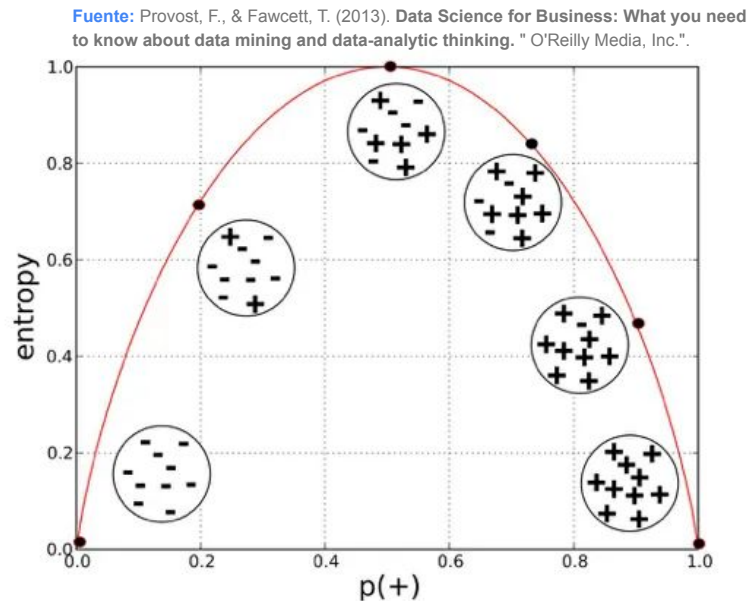 Fuente: Provost, F., & Fawcett, T. (2013). Data Science for Business: What you need
to know about data mining and data-analytic thinking. " O'Reilly Media, Inc.".
1.0
0.8
0.6
0.4
0.2
0.0
entropy
0.0 0.2 0.4 0.6 0.8 1.0
p(+)